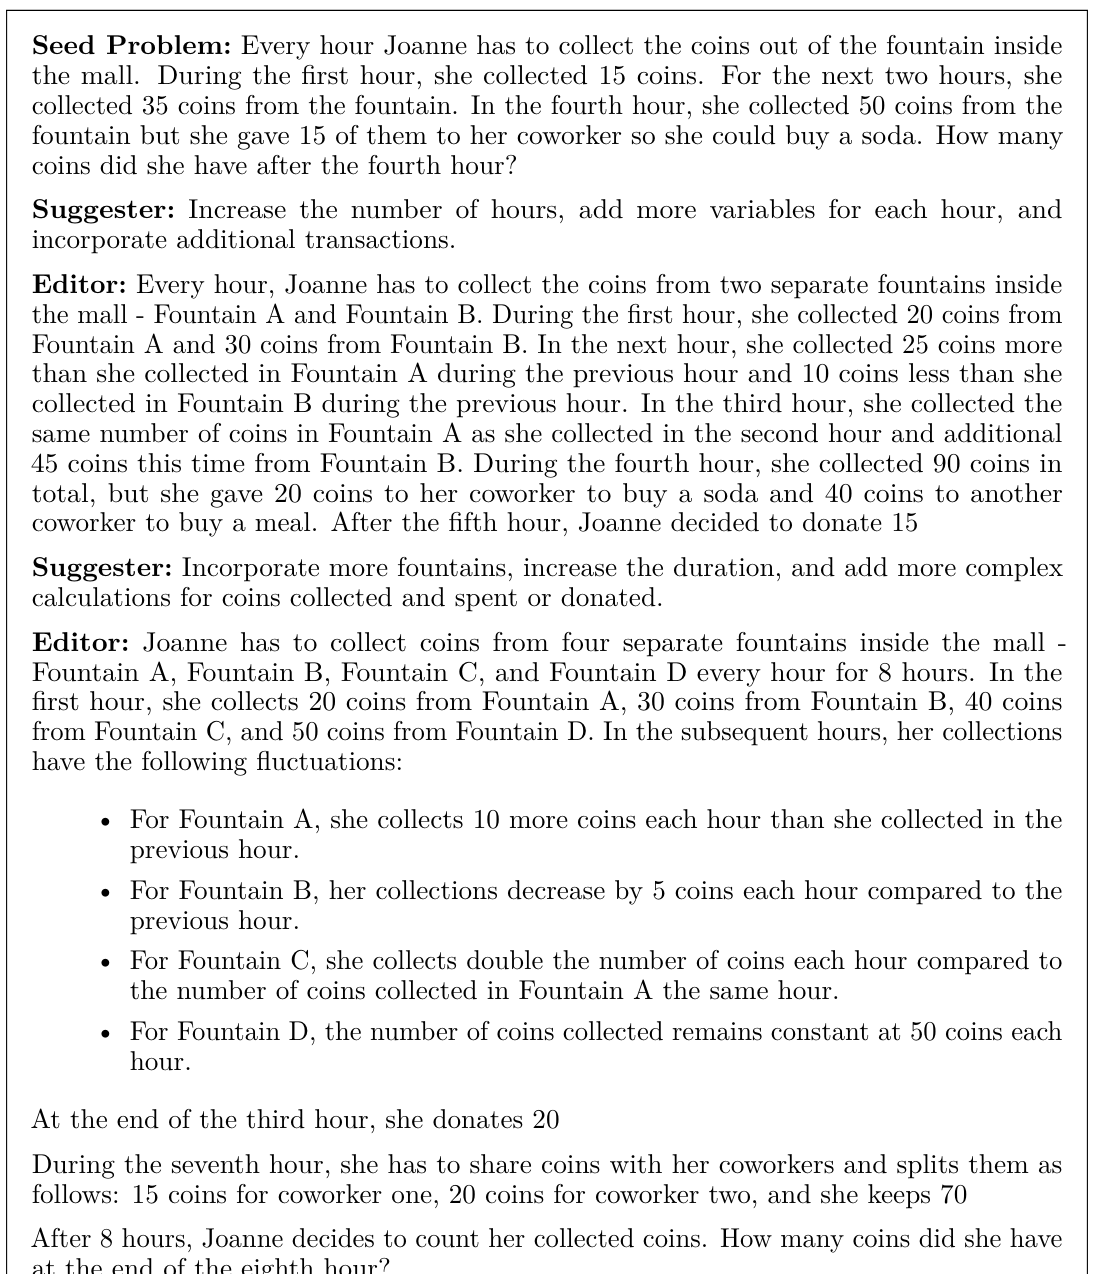 Seed Problem: Every hour Joanne has to collect the coins out of the fountain inside
the mall. During the first hour, she collected 15 coins. For the next two hours, she
collected 35 coins from the fountain. In the fourth hour, she collected 50 coins from the
fountain but she gave 15 of them to her coworker so she could buy a soda. How many
coins did she have after the fourth hour?
Suggester: Increase the number of hours, add more variables for each hour, and
incorporate additional transactions.
Editor: Every hour, Joanne has to collect the coins from two separate fountains inside
the mall - Fountain A and Fountain B. During the first hour, she collected 20 coins from
Fountain A and 30 coins from Fountain B. In the next hour, she collected 25 coins more
than she collected in Fountain A during the previous hour and 10 coins less than she
collected in Fountain B during the previous hour. In the third hour, she collected the
same number of coins in Fountain A as she collected in the second hour and additional
45 coins this time from Fountain B. During the fourth hour, she collected 90 coins in
total, but she gave 20 coins to her coworker to buy a soda and 40 coins to another
coworker to buy a meal. After the fifth hour, Joanne decided to donate 15
Suggester: Incorporate more fountains, increase the duration, and add more complex
calculations for coins collected and spent or donated.
Editor: Joanne has to collect coins from four separate fountains inside the mall -
Fountain A, Fountain B, Fountain C, and Fountain D every hour for 8 hours. In the
first hour, she collects 20 coins from Fountain A, 30 coins from Fountain B, 40 coins
from Fountain C, and 50 coins from Fountain D. In the subsequent hours, her collections
have the following fluctuations:
• For Fountain A, she collects 10 more coins each hour than she collected in the
previous hour.
• For Fountain B, her collections decrease by 5 coins each hour compared to the
previous hour.
• For Fountain C, she collects double the number of coins each hour compared to
the number of coins collected in Fountain A the same hour.
• For Fountain D, the number of coins collected remains constant at 50 coins each
hour.
At the end of the third hour, she donates 20
During the seventh hour, she has to share coins with her coworkers and splits them as
follows: 15 coins for coworker one, 20 coins for coworker two, and she keeps 70
After 8 hours, Joanne decides to count her collected coins. How many coins did she have
at the end of the eighth hour?